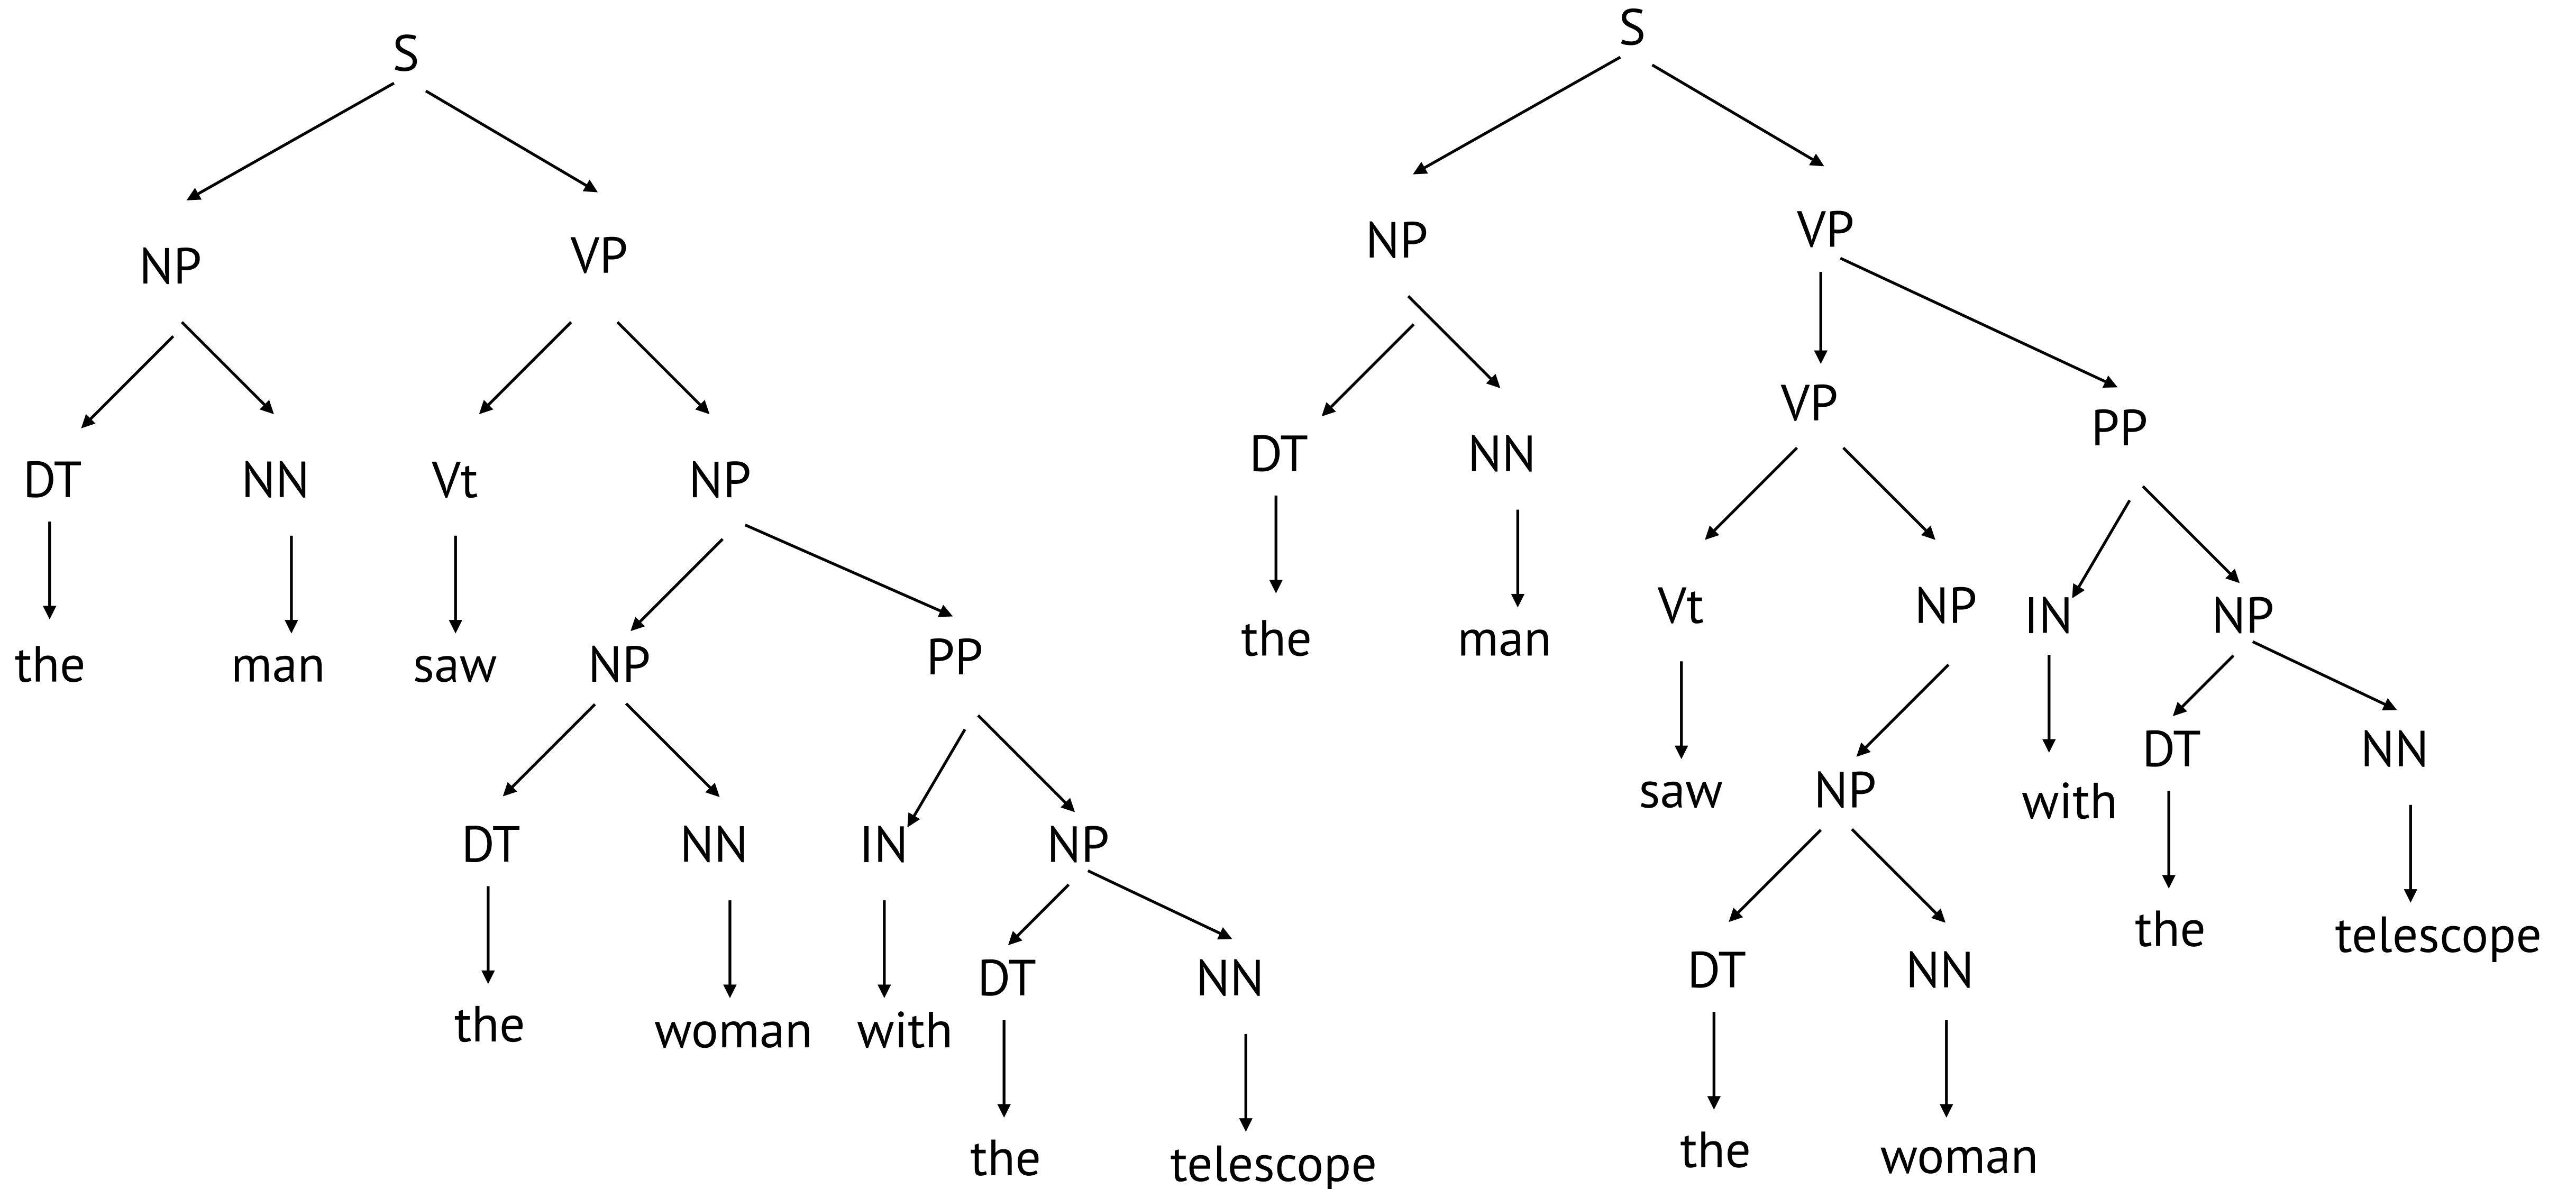 S
NP VP
DT NN Vt NP
the man saw NP PP
DT NN IN NP
the woman with DT NN
the telescope
S
NP VP
VP PP
DT NN
the man Vt NP IN NP
saw NP with DT NN
the telescope
DT NN
the woman